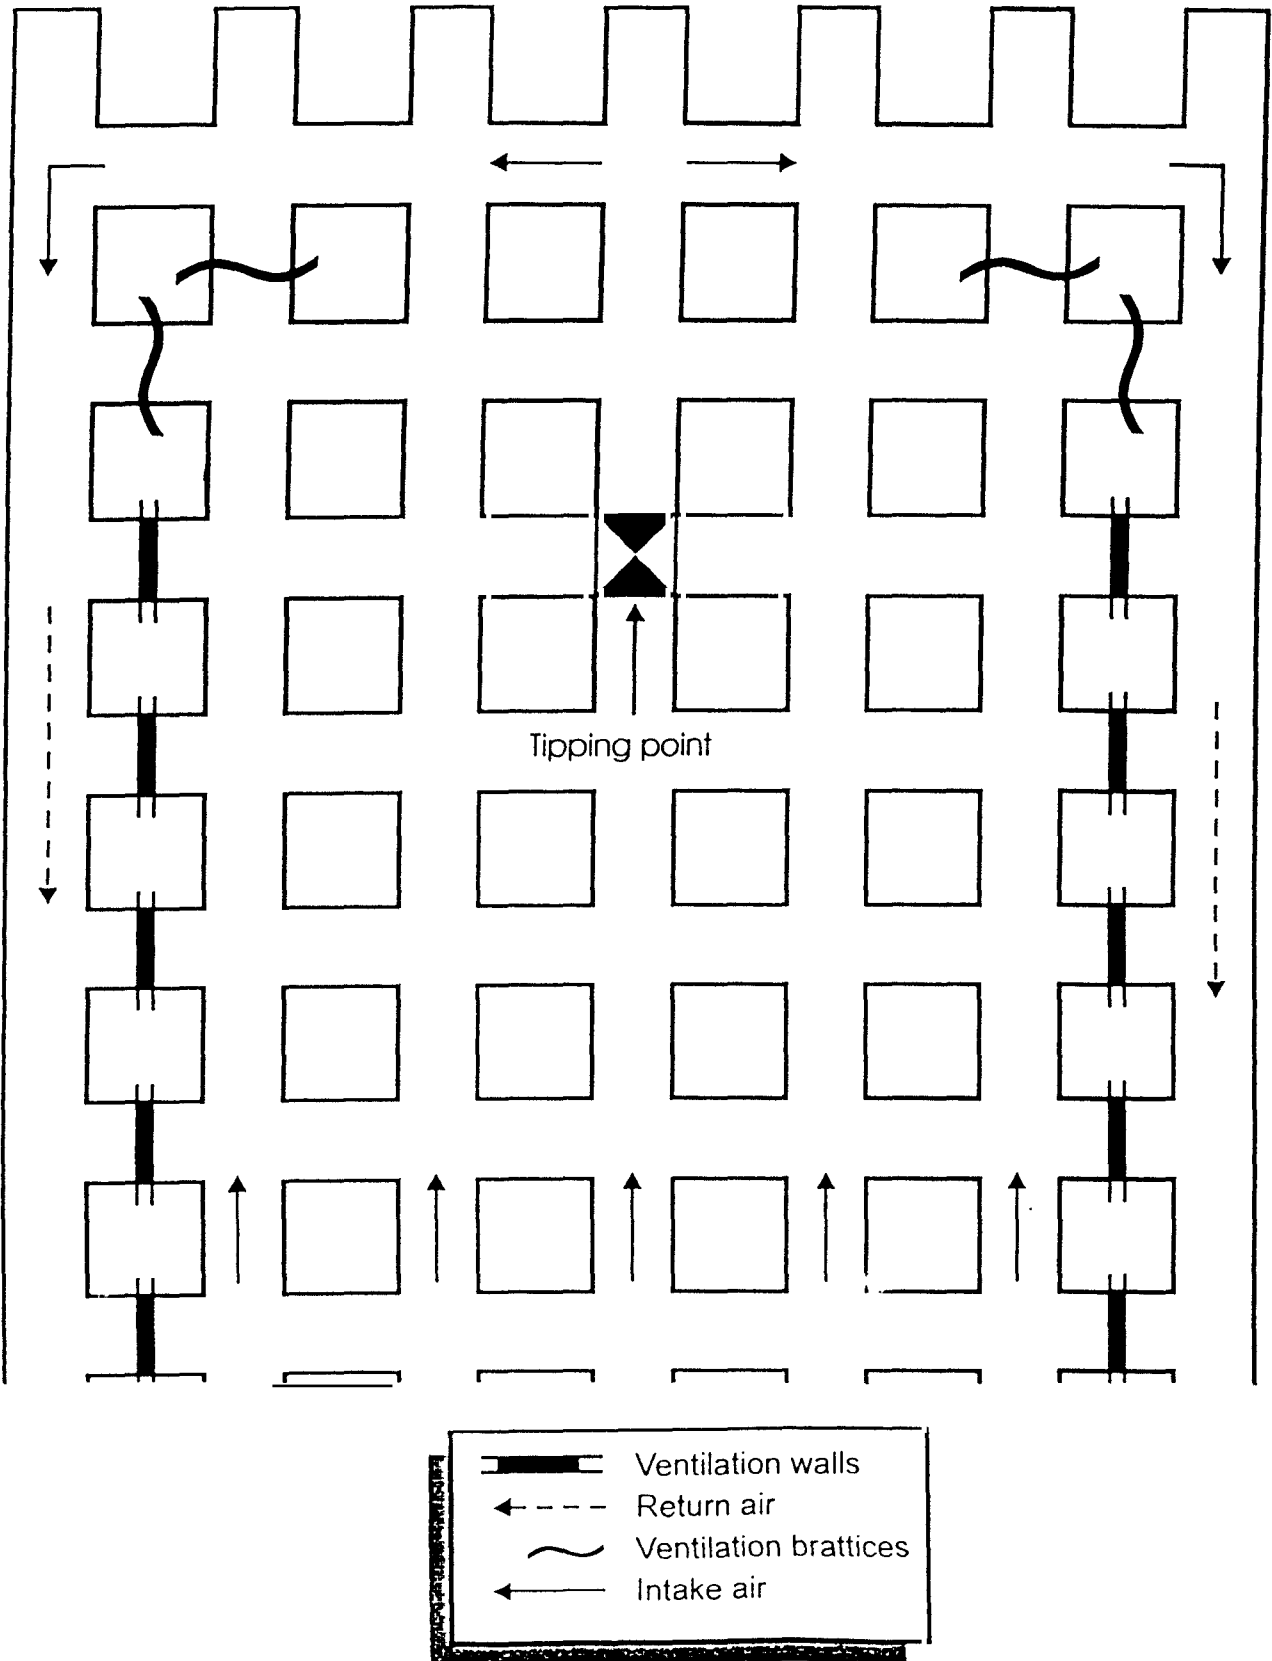 Tipping point
Ventilation walls
Return air
Ventilation brattices
Intake air